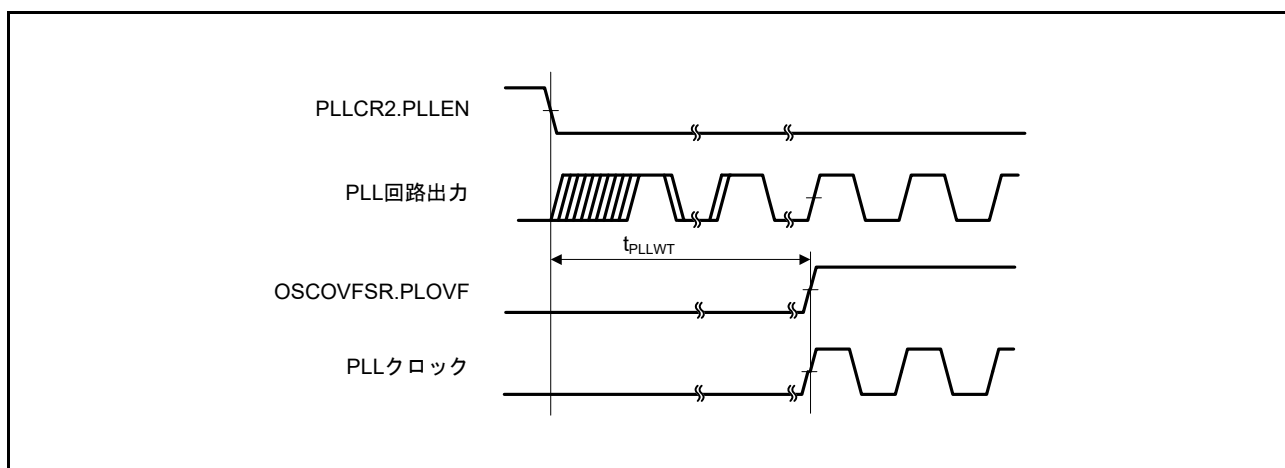 PLLCR2.PLLEN
PLL回路出力
tPLLWT
OSCOVFSR.PLOVF
PLLクロック